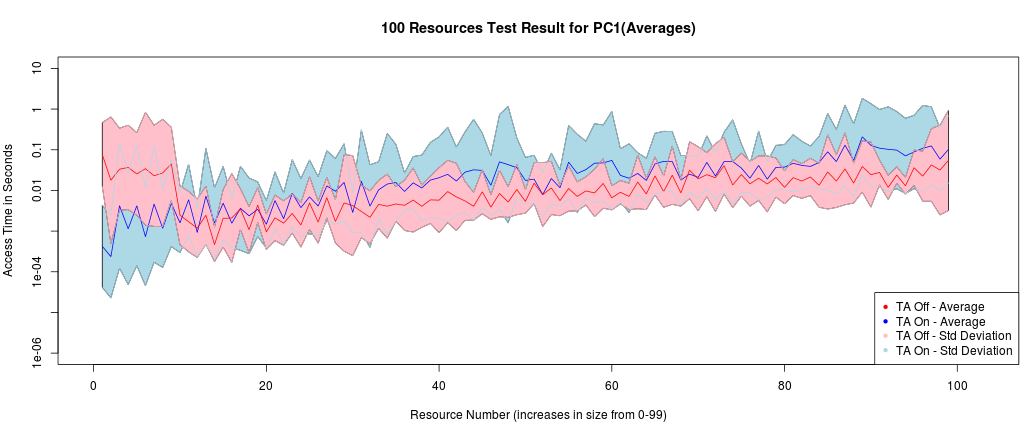 100 Resources Test Result for PC1(Averages)
Access Time in Seconds
10
1
0.1
0.01
1e-04
1e-06
0
20
40
60
80
100
Resource Number (increases in size from 0-99)
TA Off - Average
TA On - Average
TA Off - Std Deviation
TA On - Std Deviation